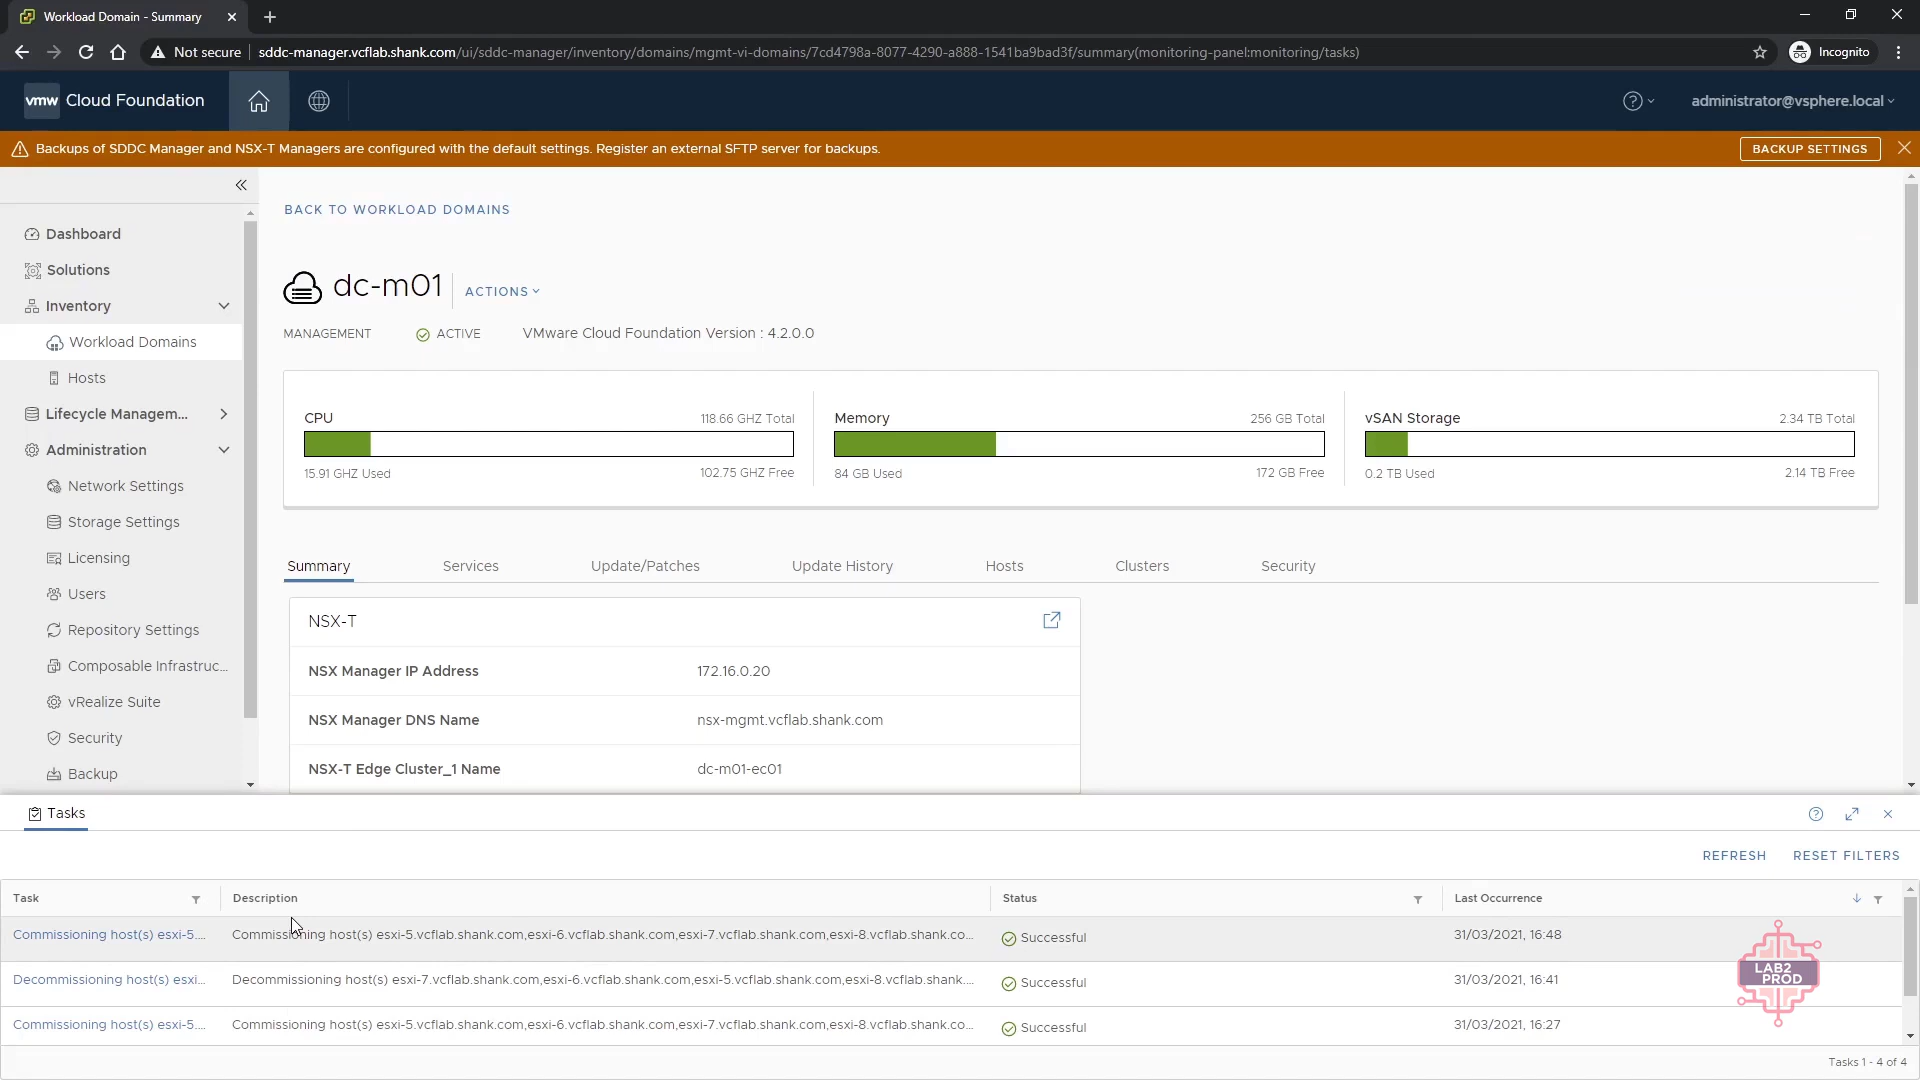 Workload Domain - Summary
Not secure
sddc-manager.vcflab.shank.com/ui/sddc-manager/inventory/domains/mgmt-vi-domains/7cd4798a-8077-4290-a888-1541ba9bad3f/summary(monitoring-panel:monitoring/tasks)
Incognito
vmw Cloud Foundation
administrator@vsphere.local
Backups of SDDC Manager and NSX-T Managers are configured with the default settings. Register an external SFTP server for backups.
BACKUP SETTINGS
Dashboard
Solutions
Inventory
Workload Domains
Hosts
Lifecycle Managem...
Administration
Network Settings
Storage Settings
Licensing
Users
Repository Settings
Composable Infrastruc...
vRealize Suite
Security
Backup
BACK TO WORKLOAD DOMAINS
dc-m01
ACTIONS
MANAGEMENT
ACTIVE
VMware Cloud Foundation Version : 4.2.0.0
CPU
118.66 GHZ Total
15.91 GHZ Used
102.75 GHZ Free
Memory
256 GB Total
84 GB Used
172 GB Free
vSAN Storage
2.34 TB Total
0.2 TB Used
2.14 TB Free
Summary
Services
Update/Patches
Update History
Hosts
Clusters
Security
NSX-T
NSX Manager IP Address 172.16.0.20
NSX Manager DNS Name nsx-mgmt.vcflab.shank.com
NSX-T Edge Cluster_1 Name dc-m01-ec01
Tasks
REFRESH
RESET FILTERS
Task Description Status Last Occurrence
Commissioning host(s) esxi-5.... Commissioning host(s) esxi-5.vcflab.shank.com,esxi-6.vcflab.shank.com,esxi-7.vcflab.shank.com,esxi-8.vcflab.shank.co... Successful 31/03/2021, 16:48
Decommissioning host(s) esxi... Decommissioning host(s) esxi-7.vcflab.shank.com,esxi-6.vcflab.shank.com,esxi-5.vcflab.shank.com,esxi-8.vcflab.shank.... Successful 31/03/2021, 16:41
Commissioning host(s) esxi-5.... Commissioning host(s) esxi-5.vcflab.shank.com,esxi-6.vcflab.shank.com,esxi-7.vcflab.shank.com,esxi-8.vcflab.shank.co... Successful 31/03/2021, 16:27
LAB2
PROD
Tasks 1 - 4 of 4